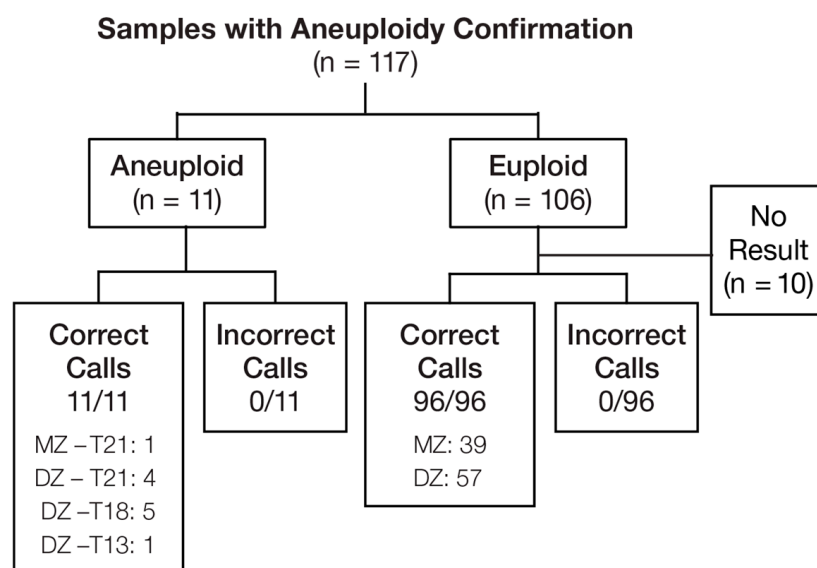 Samples with Aneuploidy Confirmation
(n = 117)
Aneuploid
(n = 11)
Euploid
(n = 106)
No
Result
(n = 10)
Correct
Calls
11/11
MZ – T21: 1
DZ – T21: 4
DZ – T18: 5
DZ – T13: 1
Incorrect
Calls
0/11
Correct
Calls
96/96
MZ: 39
DZ: 57
Incorrect
Calls
0/96